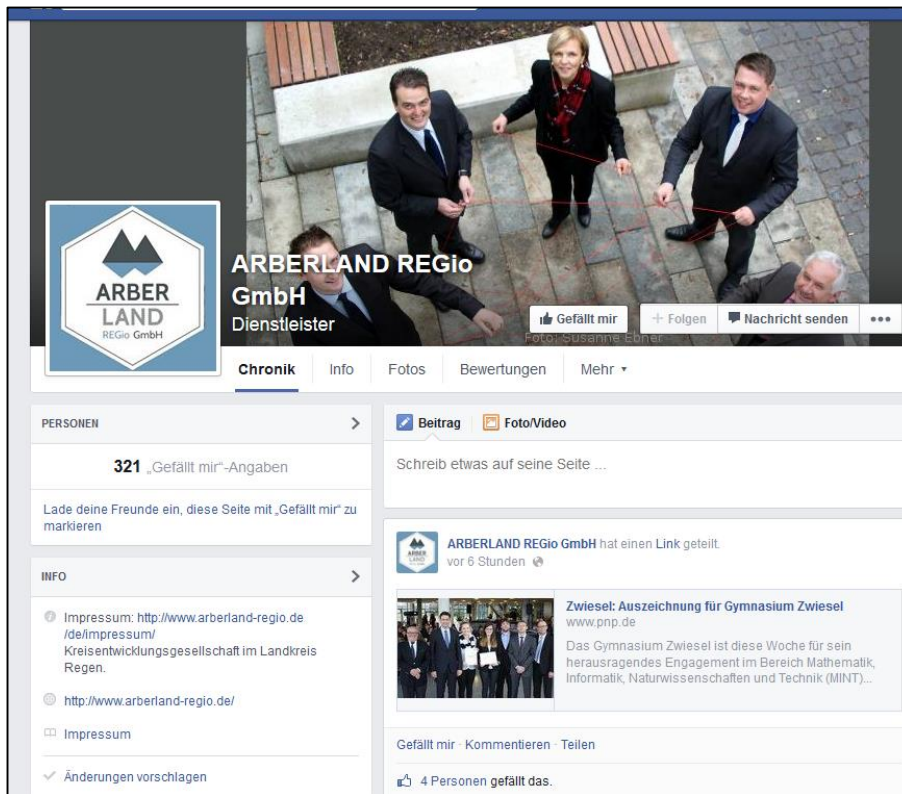 ARBERLAND REGio
GmbH
Dienstleister
ARBER
LAND
REGio GmbH
Gefällt mir
+ Folgen
Nachricht senden
Foto: Susanne Ebner
Chronik Info Fotos Bewertungen Mehr
PERSONEN
321 „Gefällt mir“-Angaben
Lade deine Freunde ein, diese Seite mit „Gefällt mir“ zu
markieren
INFO
Impressum: http://www.arberland-regio.de
/de/impressum/
Kreisentwicklungsgesellschaft im Landkreis
Regen.
http://www.arberland-regio.de/
Impressum
Änderungen vorschlagen
Beitrag Foto/Video
Schreib etwas auf seine Seite ...
ARBER
LAND
ARBERLAND REGio GmbH hat einen Link geteilt.
vor 6 Stunden
Zwiesel: Auszeichnung für Gymnasium Zwiesel
www.pnp.de
Das Gymnasium Zwiesel ist diese Woche für sein
herausragendes Engagement im Bereich Mathematik,
Informatik, Naturwissenschaften und Technik (MINT)...
Gefällt mir · Kommentieren · Teilen
4 Personen gefällt das.